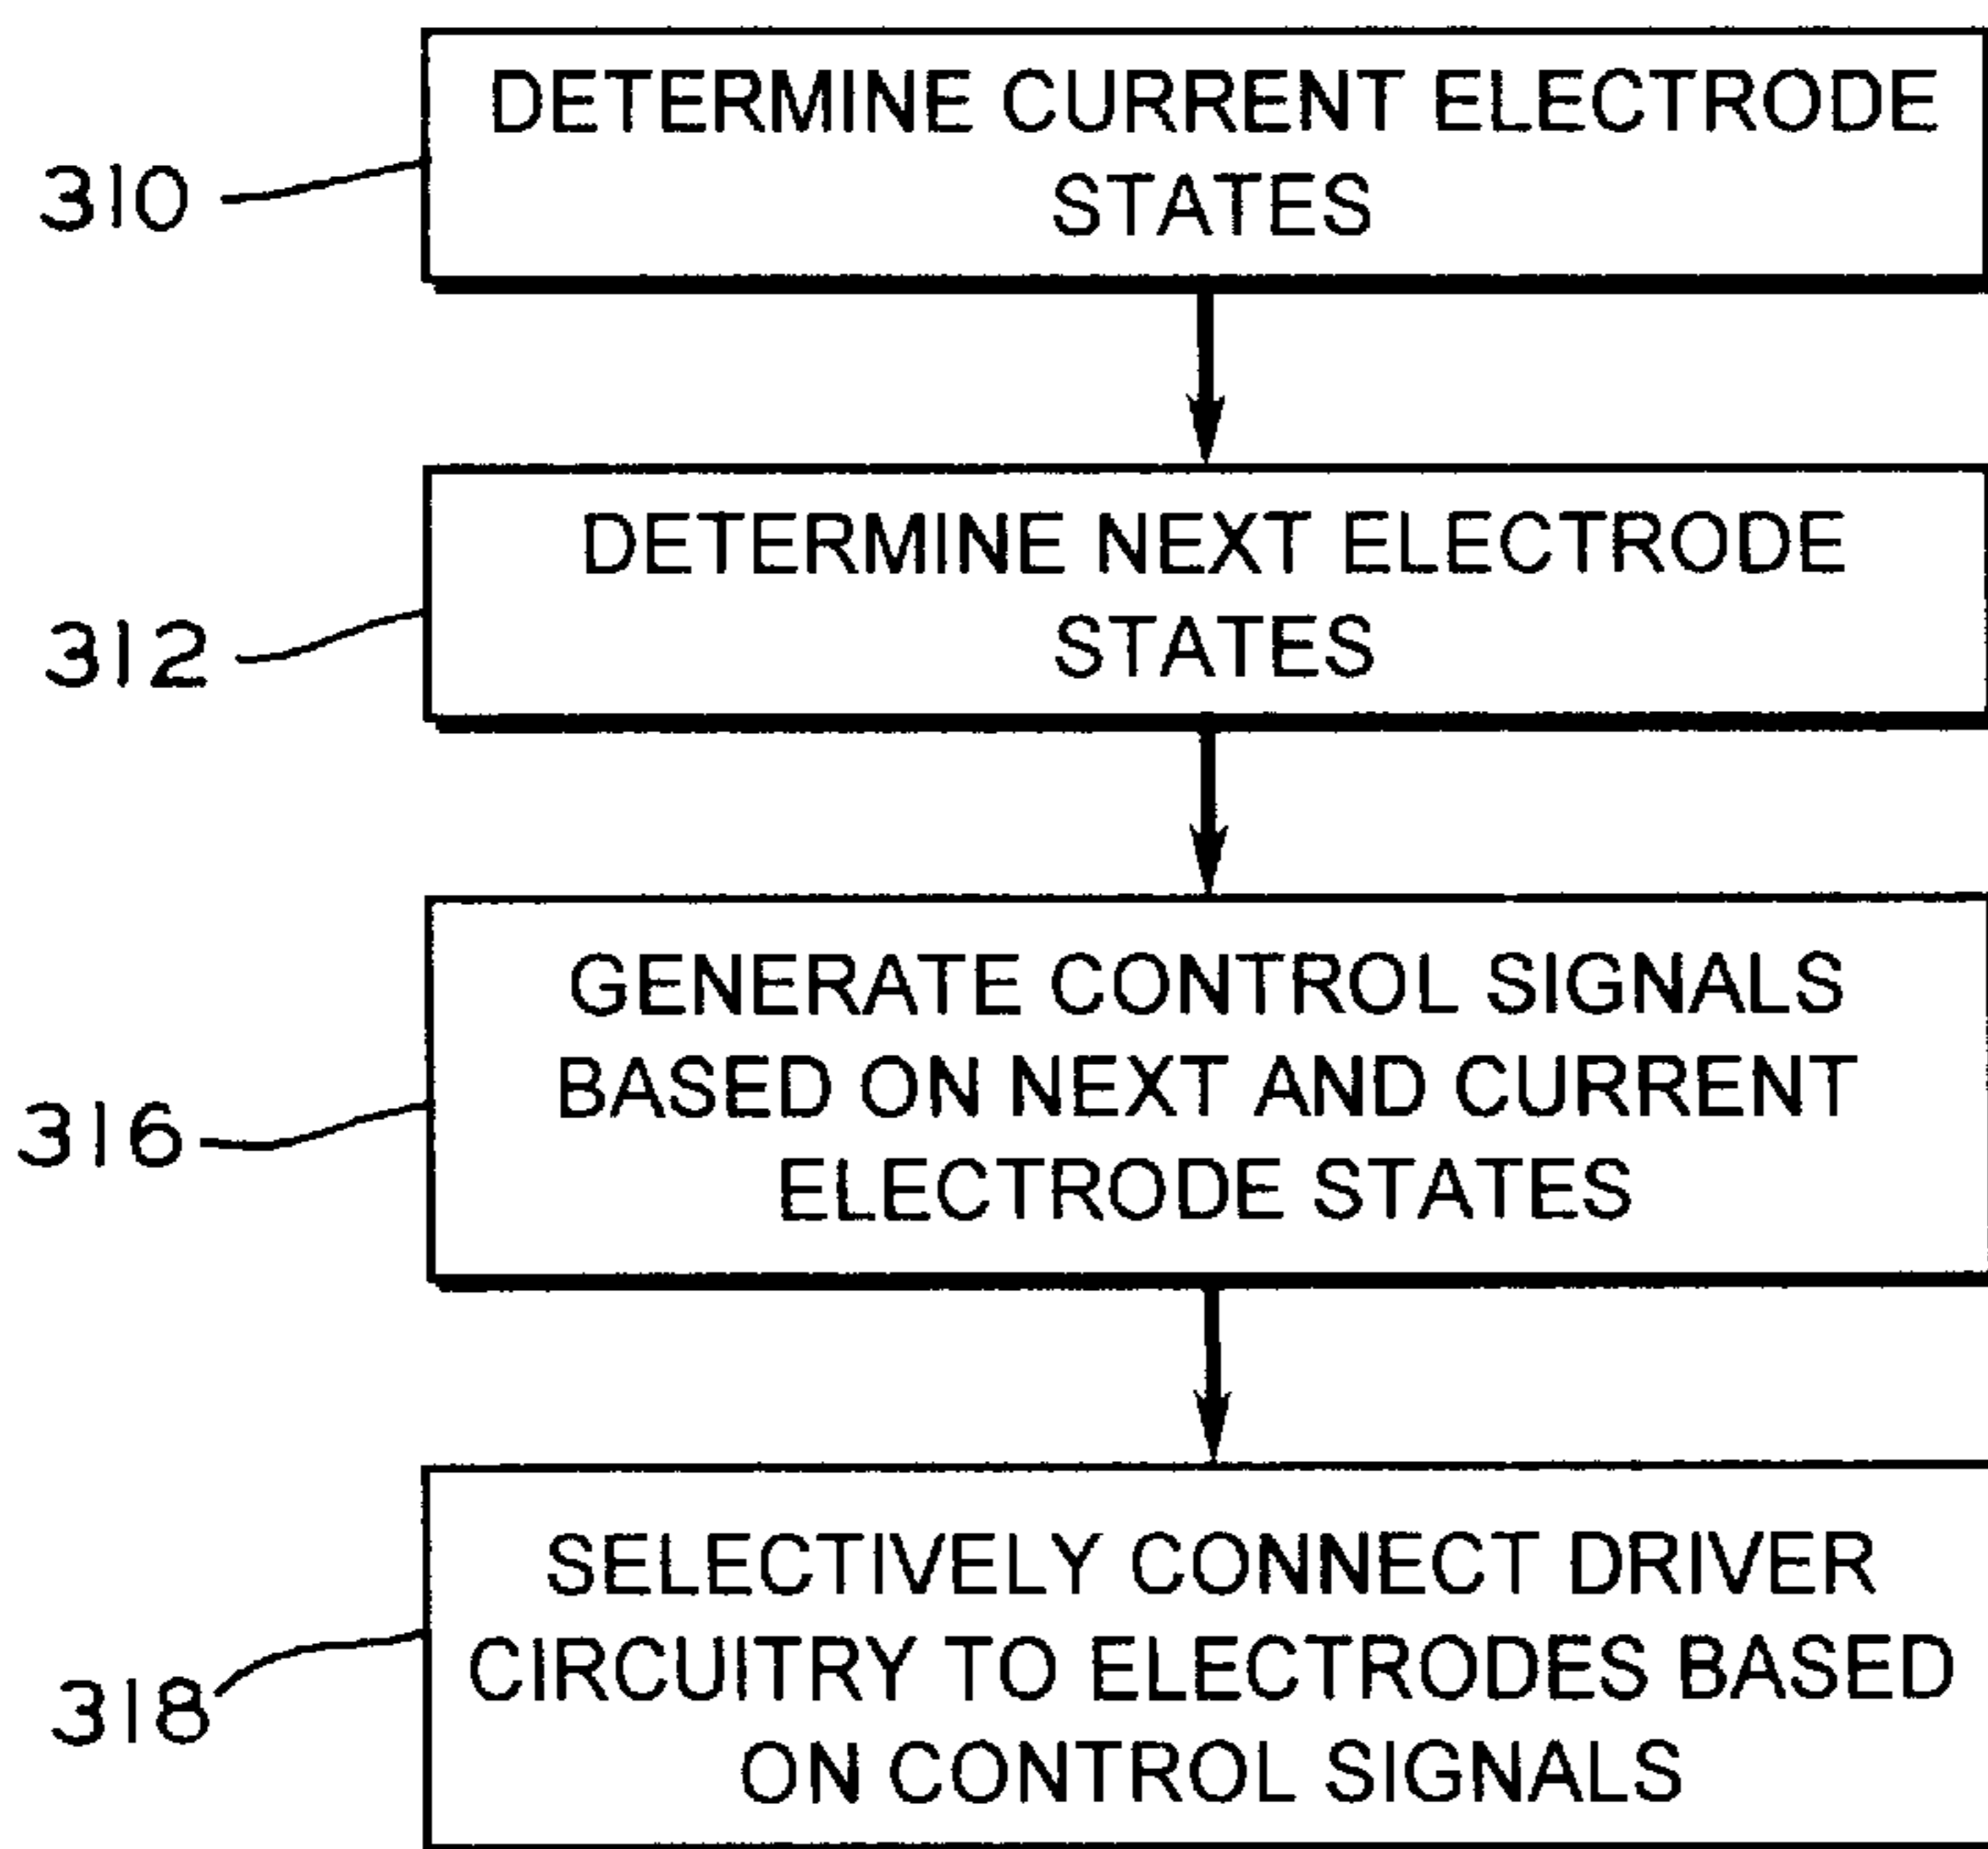 310
DETERMINE CURRENT ELECTRODE
STATES
312
DETERMINE NEXT ELECTRODE
STATES
316
GENERATE CONTROL SIGNALS
BASED ON NEXT AND CURRENT
ELECTRODE STATES
318
SELECTIVELY CONNECT DRIVER
CIRCUITRY TO ELECTRODES BASED
ON CONTROL SIGNALS